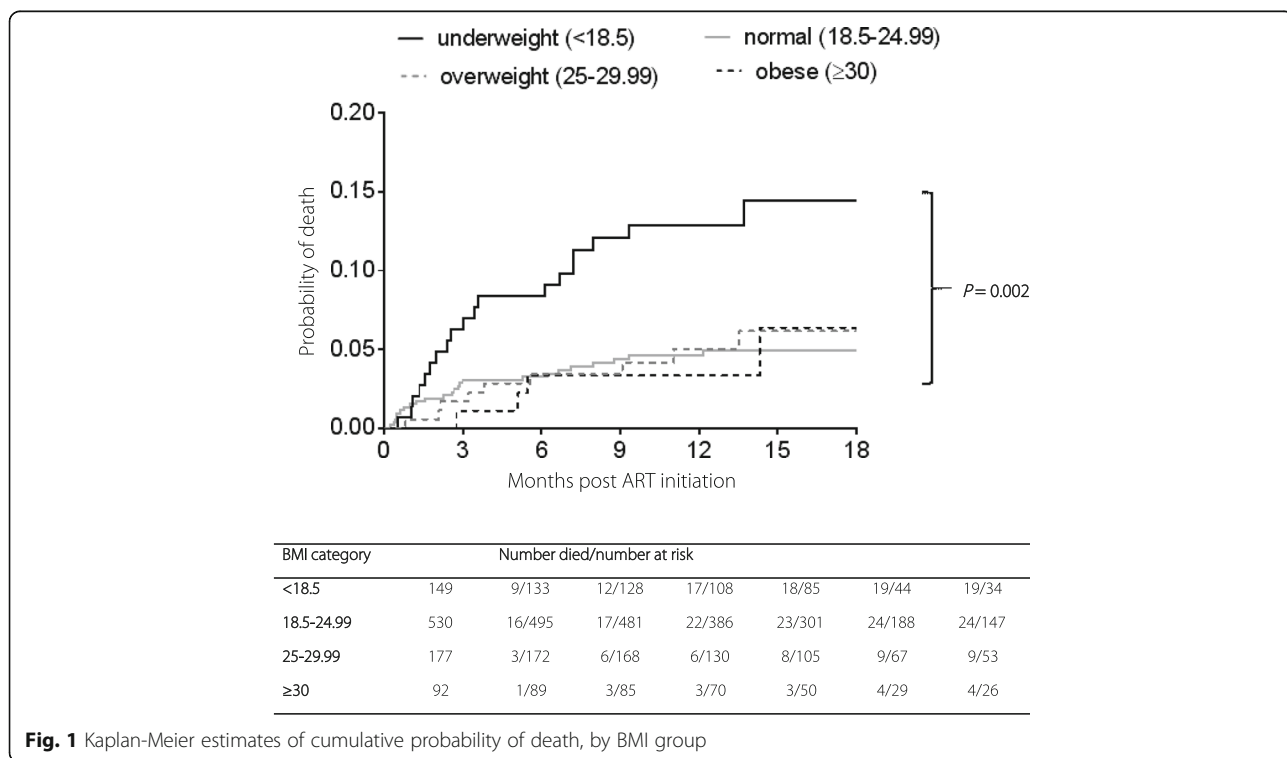 underweight (<18.5) normal (18.5-24.99)
overweight (25-29.99) obese (≥30)
0.20
0.15
0.10
0.05
0.00
Probability of death
P = 0.002
0 3 6 9 12 15 18
Months post ART initiation
BMI category Number died/number at risk
<18.5 149 9/133 12/128 17/108 18/85 19/44 19/34
18.5-24.99 530 16/495 17/481 22/386 23/301 24/188 24/147
25-29.99 177 3/172 6/168 6/130 8/105 9/67 9/53
≥30 92 1/89 3/85 3/70 3/50 4/29 4/26
Fig. 1 Kaplan-Meier estimates of cumulative probability of death, by BMI group